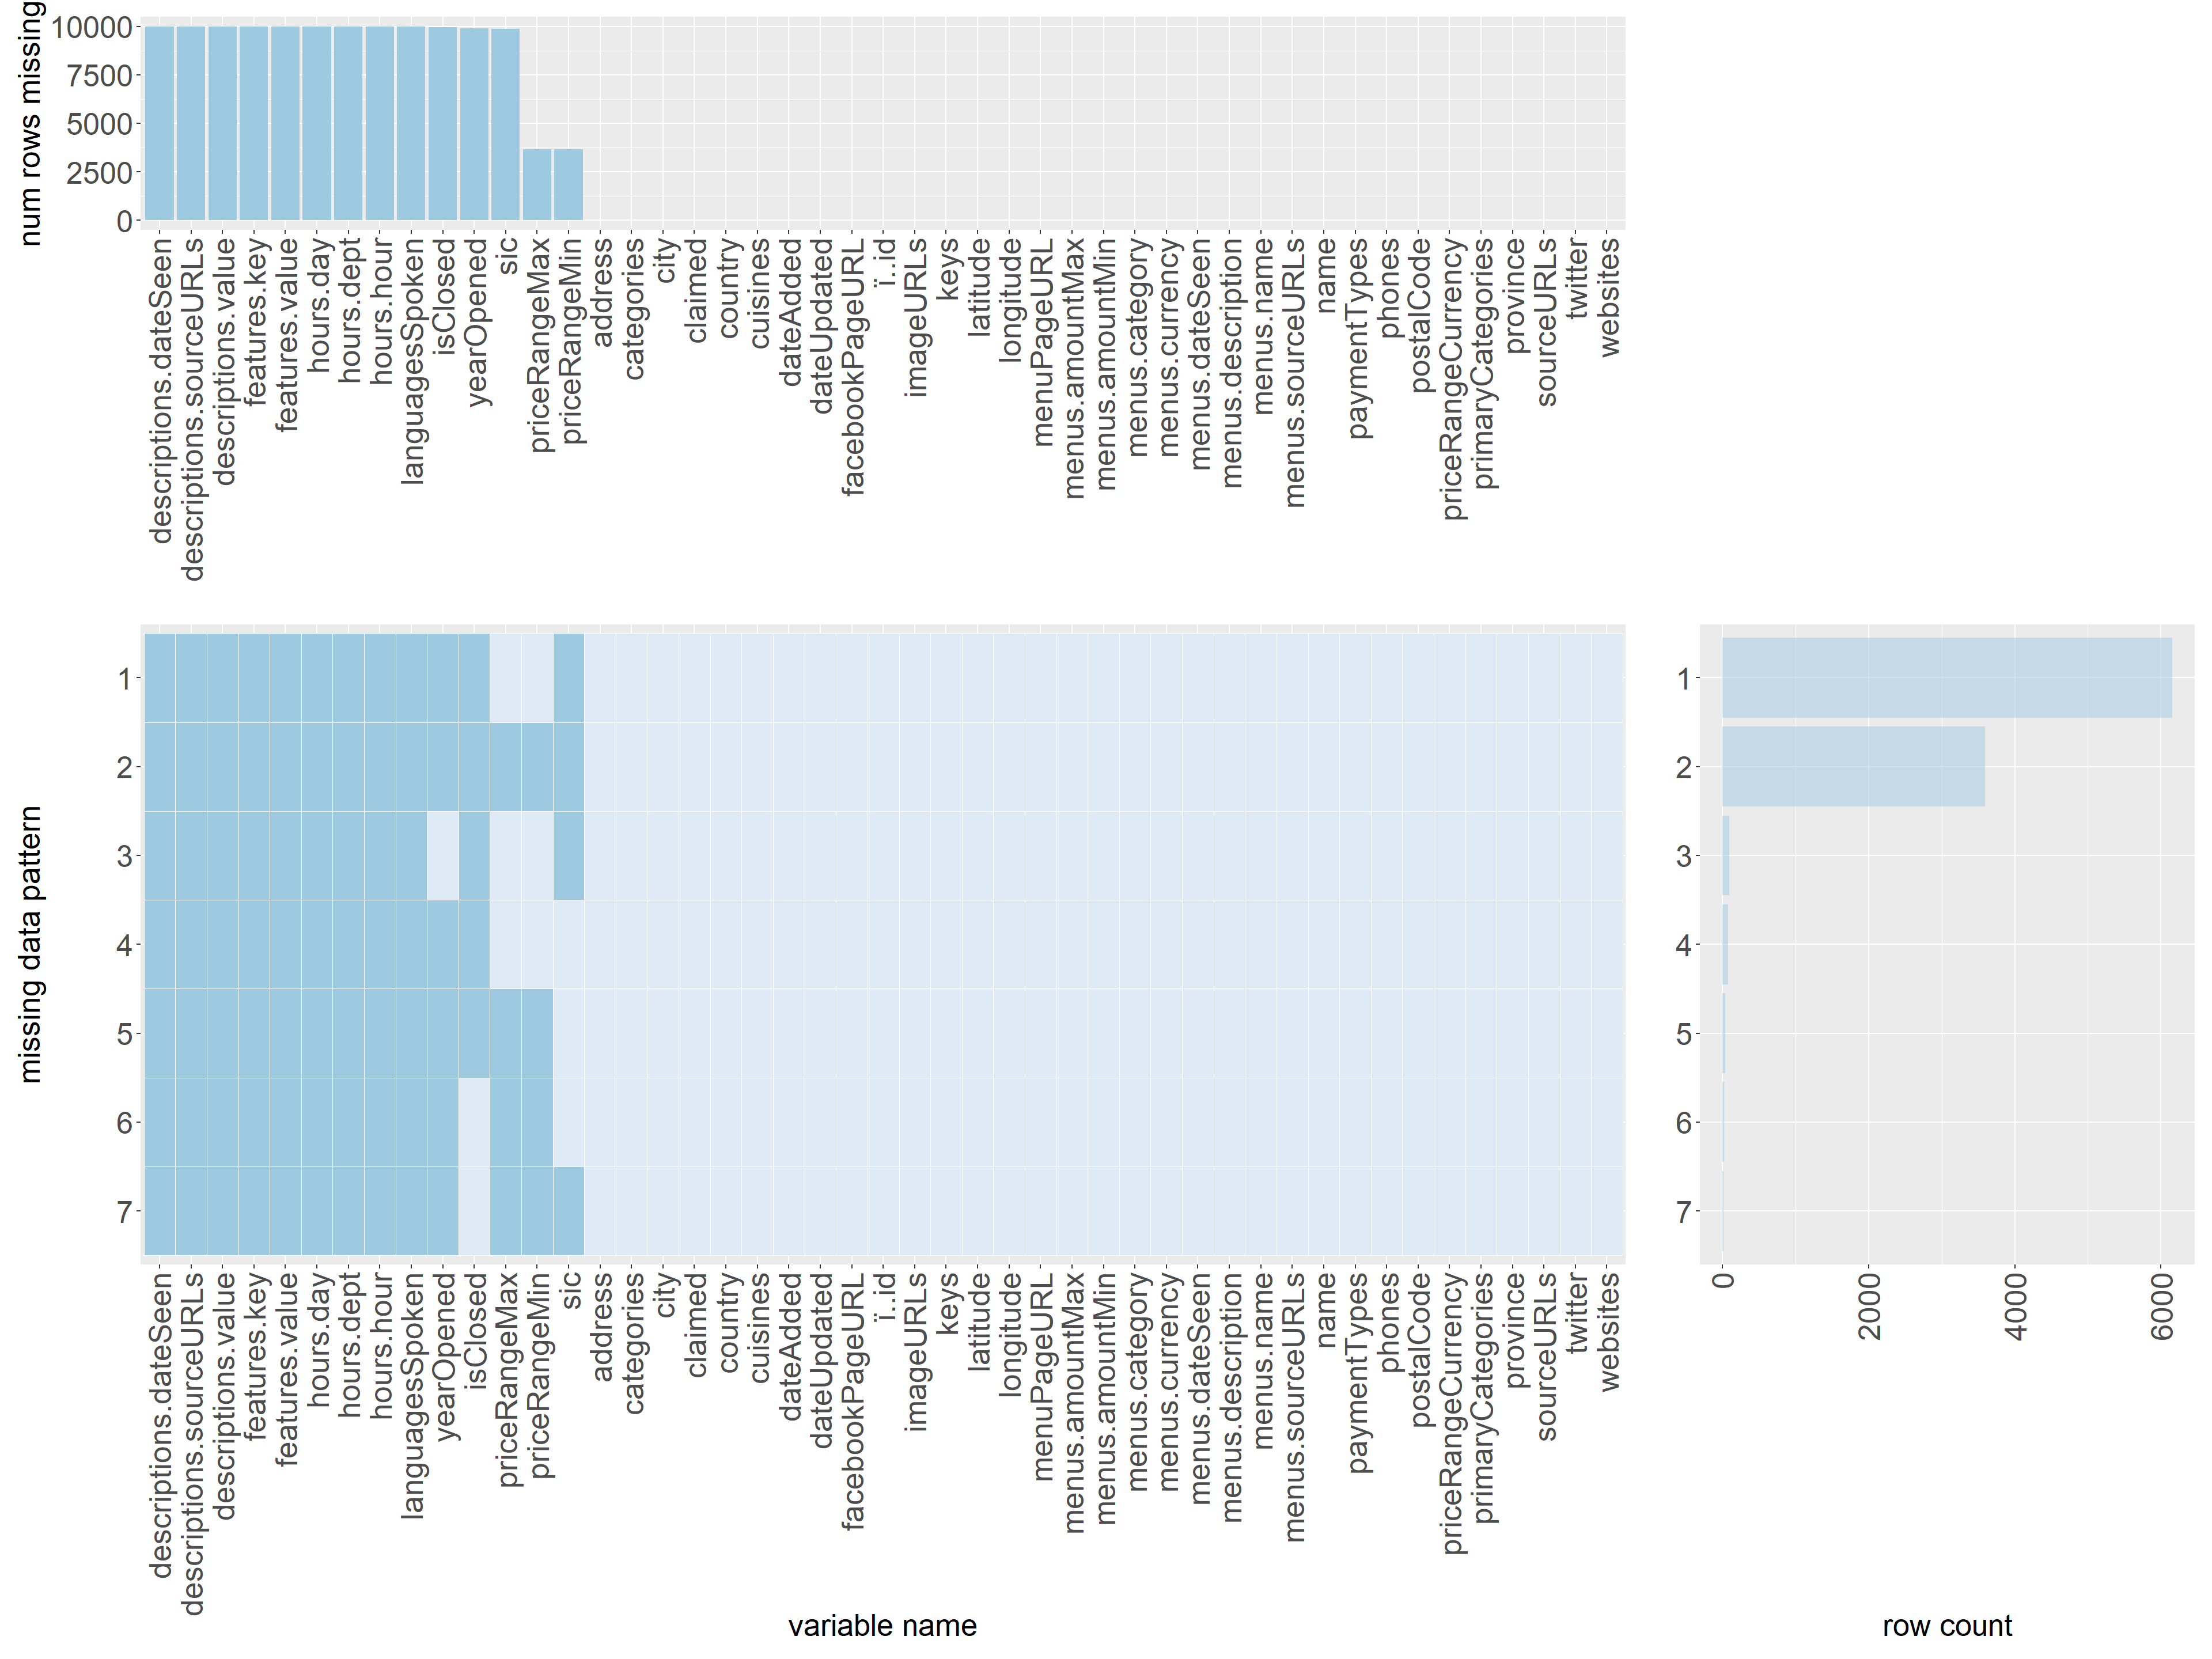 num rows missing
10000
7500
5000
2500
0
descriptions.dateSeen
descriptions.sourceURLs
descriptions.value
features.key
features.value
hours.day
hours.dept
hours.hour
languagesSpoken
isClosed
yearOpened
sic
priceRangeMax
priceRangeMin
address
categories
city
claimed
country
cuisines
dateAdded
dateUpdated
facebookPageURL
ï..id
imageURLs
keys
latitude
longitude
menuPageURL
menus.amountMax
menus.amountMin
menus.category
menus.currency
menus.dateSeen
menus.description
menus.name
menus.sourceURLs
name
paymentTypes
phones
postalCode
priceRangeCurrency
primaryCategories
province
sourceURLs
twitter
websites
missing data pattern
1
2
3
4
5
6
7
descriptions.dateSeen
descriptions.sourceURLs
descriptions.value
features.key
features.value
hours.day
hours.dept
hours.hour
languagesSpoken
yearOpened
isClosed
priceRangeMax
priceRangeMin
sic
address
categories
city
claimed
country
cuisines
dateAdded
dateUpdated
facebookPageURL
ï..id
imageURLs
keys
latitude
longitude
menuPageURL
menus.amountMax
menus.amountMin
menus.category
menus.currency
menus.dateSeen
menus.description
menus.name
menus.sourceURLs
name
paymentTypes
phones
postalCode
priceRangeCurrency
primaryCategories
province
sourceURLs
twitter
websites
variable name
1
2
3
4
5
6
7
0
2000
4000
6000
row count